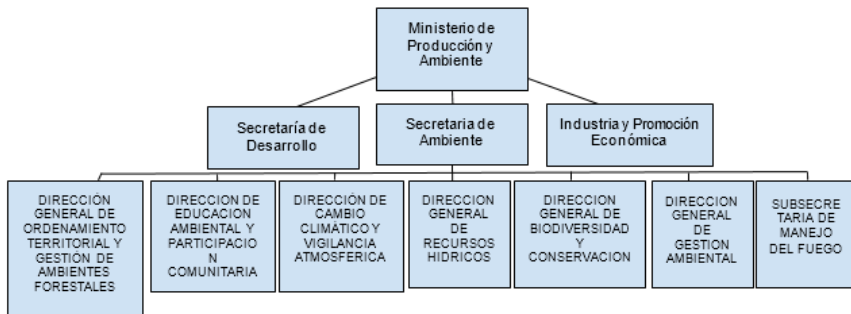 Ministerio de
Producción y
Ambiente
Secretaría de
Desarrollo
Secretaria de
Ambiente
Industria y Promoción
Económica
DIRECCIÓN
GENERAL DE
ORDENAMIENTO
TERRITORIAL Y
GESTIÓN DE
AMBIENTES
FORESTALES
DIRECCION DE
EDUCACION
AMBIENTAL Y
PARTICIPACIO
N
COMUNITARIA
DIRECCIÓN DE
CAMBIO
CLIMÁTICO Y
VIGILANCIA
ATMOSFERICA
DIRECCION
GENERAL
DE
RECURSOS
HIDRICOS
DIRECCION
GENERAL DE
BIODIVERSIDAD
Y
CONSERVACION
DIRECCION
GENERAL
DE
GESTION
AMBIENTAL
SUBSECRE
TARIA DE
MANEJO
DEL FUEGO